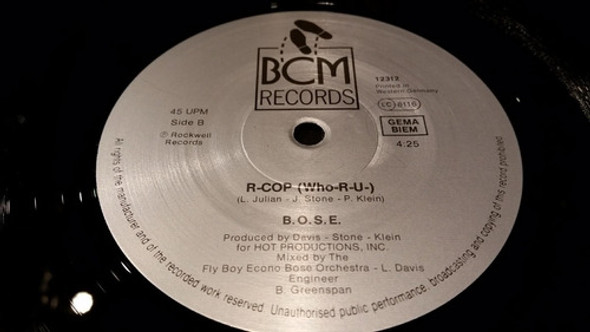 BCM
RECORDS
12312
Printed in
Western Germany
LC 8110
GEMA
BIEM
4:25
45 UPM
Side B
℗ Rockwell
Records
R-COP (Who-R-U-)
(L. Julian - J. Stone - P. Klein)
B.O.S.E.
Produced by Davis - Stone - Klein
for HOT PRODUCTIONS, INC.
Mixed by The
Fly Boy Econo Bose Orchestra - L. Davis
Engineer
B. Greenspan
All rights of the manufacturer and of the recorded work reserved Unauthorised public performance, broadcasting and copying of this record prohibited